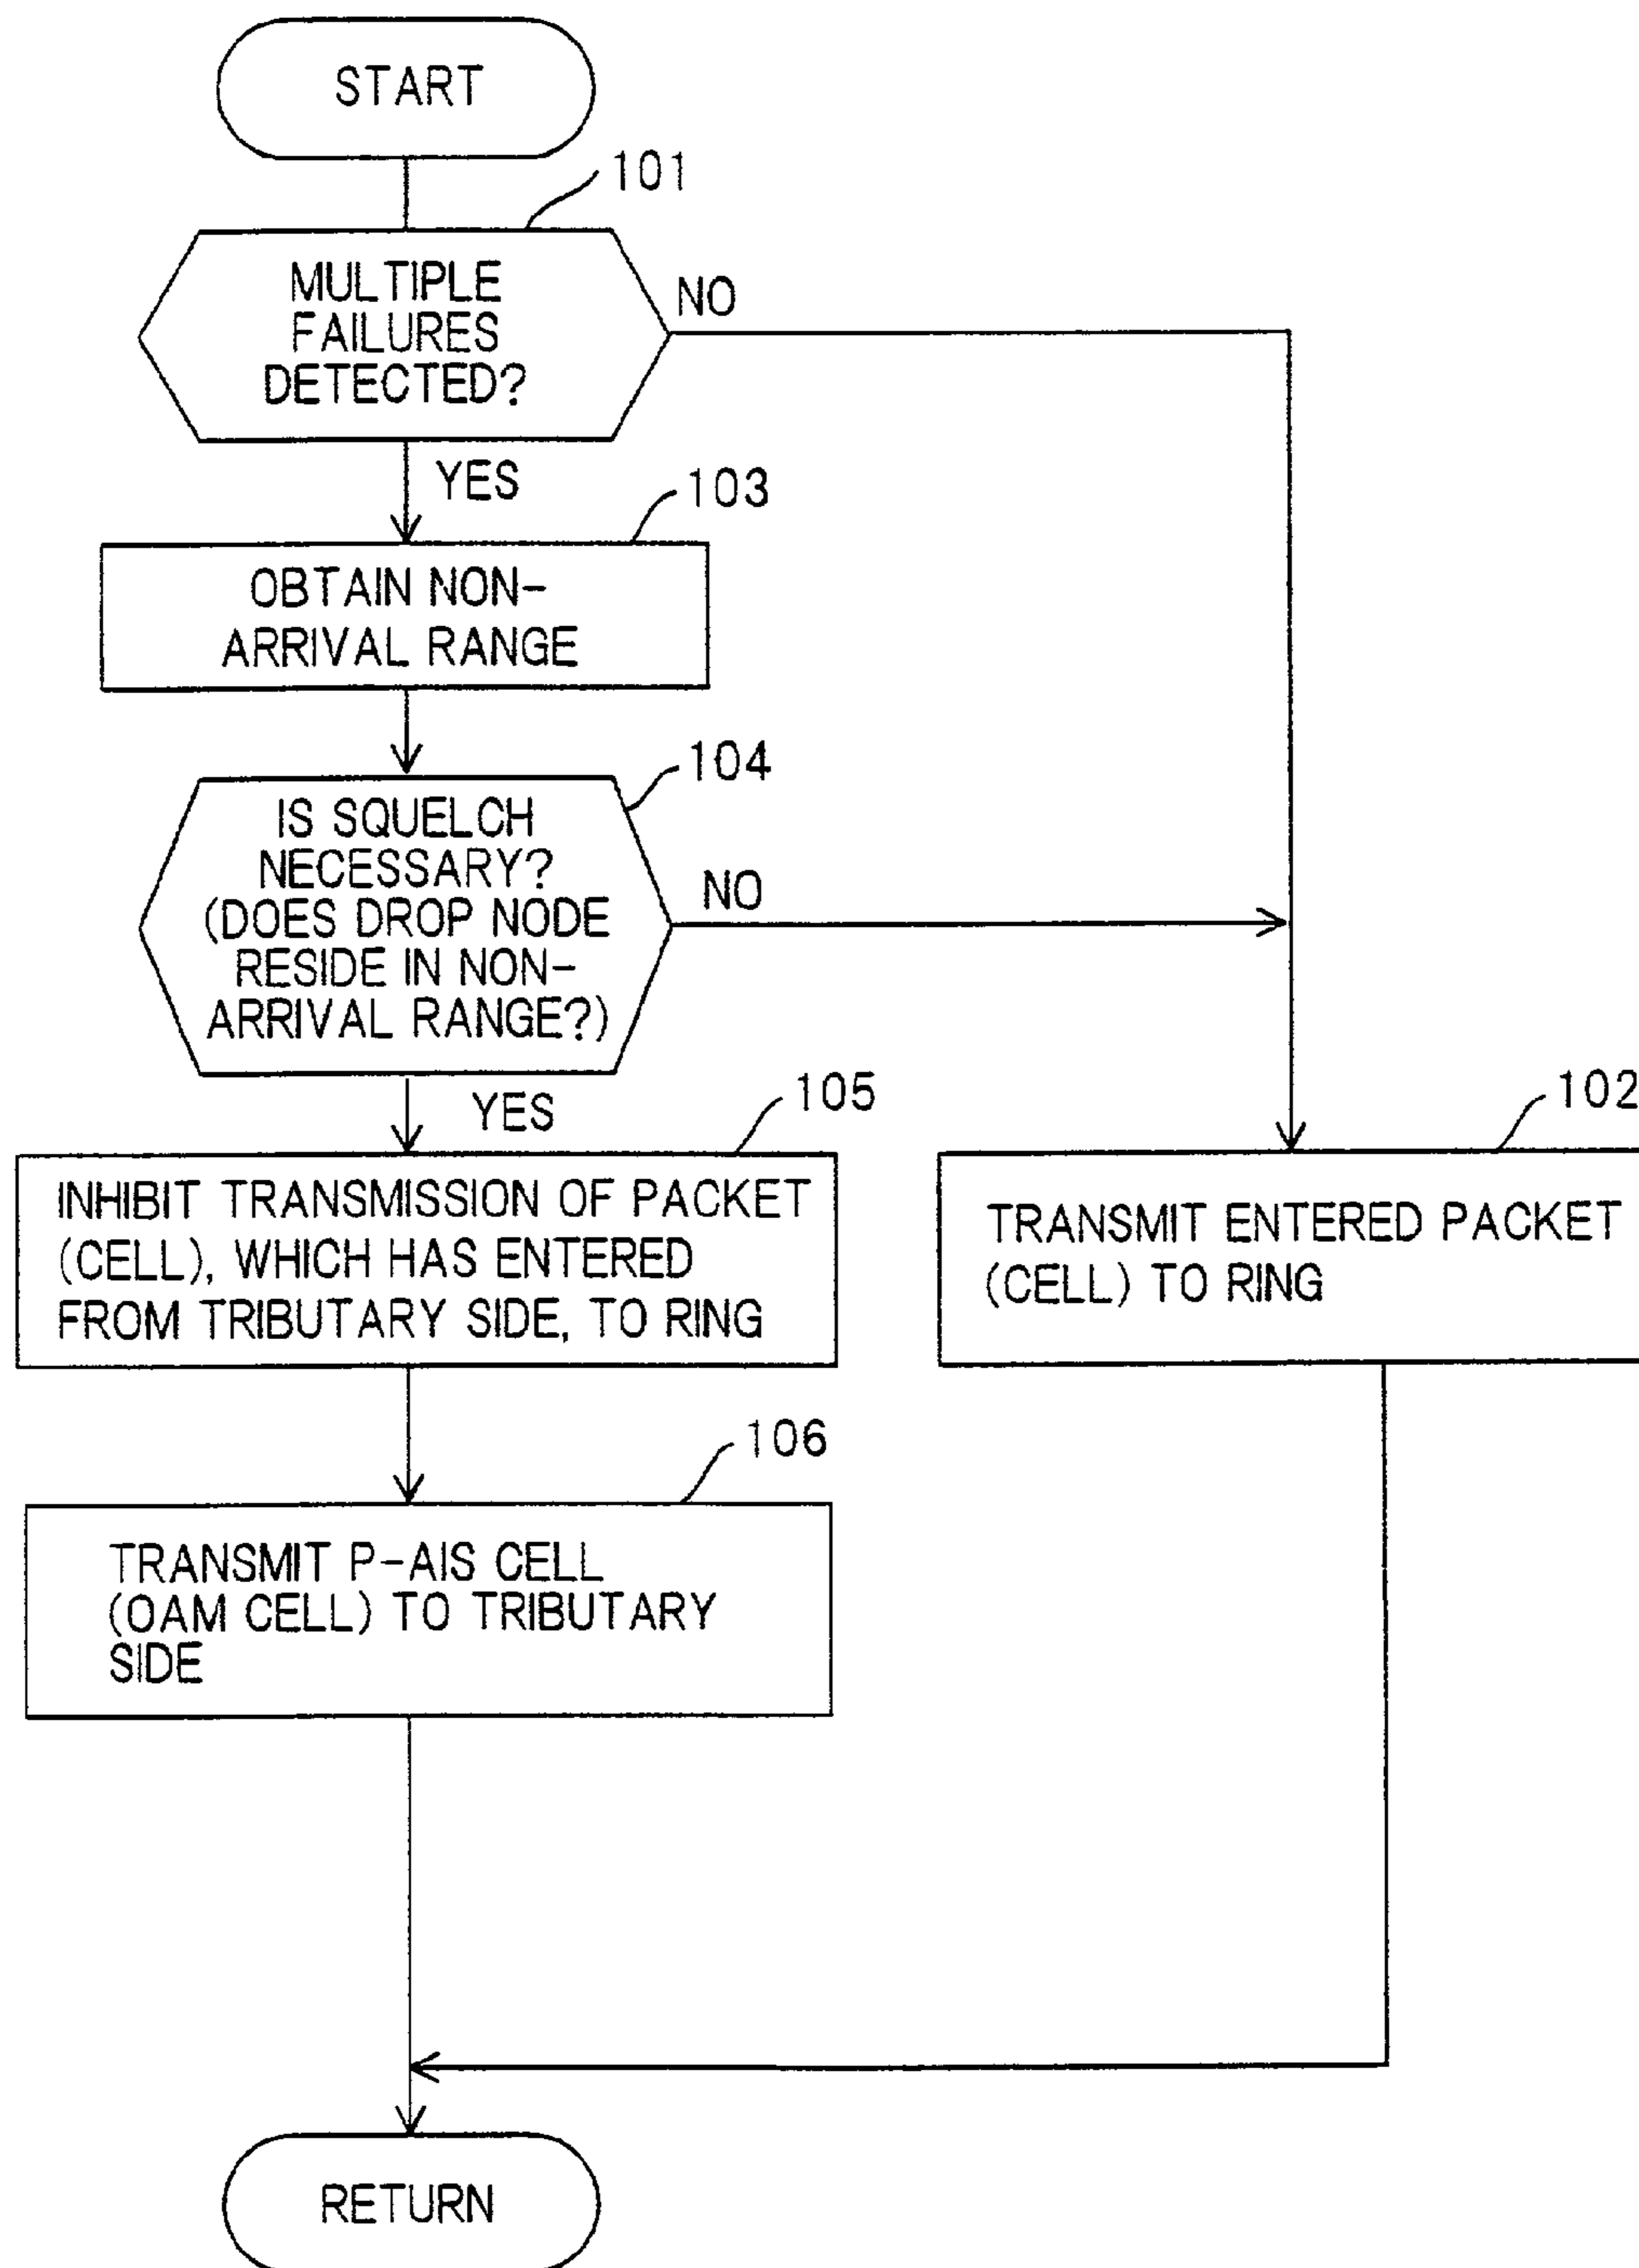 START
101
MULTIPLE
FAILURES
DETECTED?
NO
YES
103
OBTAIN NON-
ARRIVAL RANGE
104
IS SQUELCH
NECESSARY?
(DOES DROP NODE
RESIDE IN NON-
ARRIVAL RANGE?)
NO
YES
105
INHIBIT TRANSMISSION OF PACKET
(CELL), WHICH HAS ENTERED
FROM TRIBUTARY SIDE, TO RING
102
TRANSMIT ENTERED PACKET
(CELL) TO RING
106
TRANSMIT P-AIS CELL
(OAM CELL) TO TRIBUTARY
SIDE
RETURN